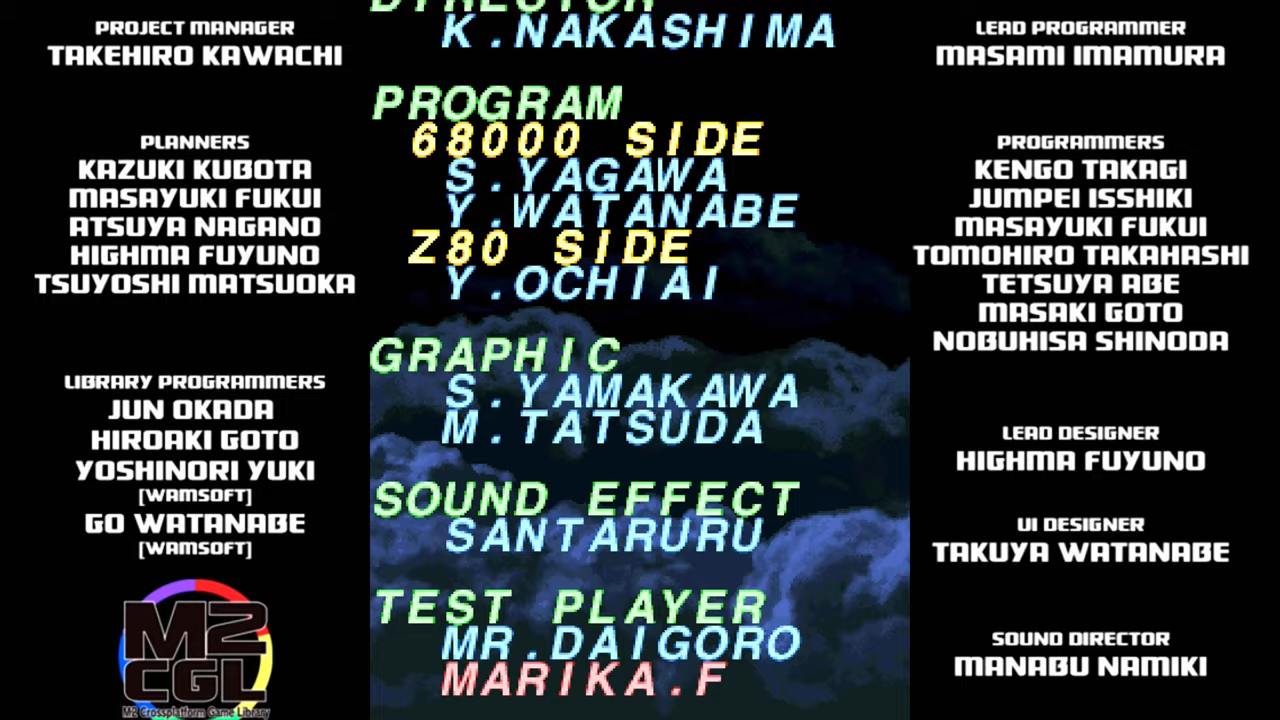 PROJECT MANAGER
TAKEHIRO KAWACHI
PLANNERS
KAZUKI KUBOTA
MASAYUKI FUKUI
ATSUYA NAGANO
HIGHMA FUYUNO
TSUYOSHI MATSUOKA
LIBRARY PROGRAMMERS
JUN OKADA
HIROAKI GOTO
YOSHINORI YUKI
[WAMSOFT]
GO WATANABE
[WAMSOFT]
M2
CGL
M2 Crossplatform Game Library
DIRECTOR
K.NAKASHIMA
PROGRAM
68000 SIDE
S.YAGAWA
Y.WATANABE
Z80 SIDE
Y.OCHIAI
GRAPHIC
S.YAMAKAWA
M.TATSUDA
SOUND EFFECT
SANTARURU
TEST PLAYER
MR.DAIGORO
MARIKA.F
LEAD PROGRAMMER
MASAMI IMAMURA
PROGRAMMERS
KENGO TAKAGI
JUMPEI ISSHIKI
MASAYUKI FUKUI
TOMOHIRO TAKAHASHI
TETSUYA ABE
MASAKI GOTO
NOBUHISA SHINODA
LEAD DESIGNER
HIGHMA FUYUNO
UI DESIGNER
TAKUYA WATANABE
SOUND DIRECTOR
MANABU NAMIKI